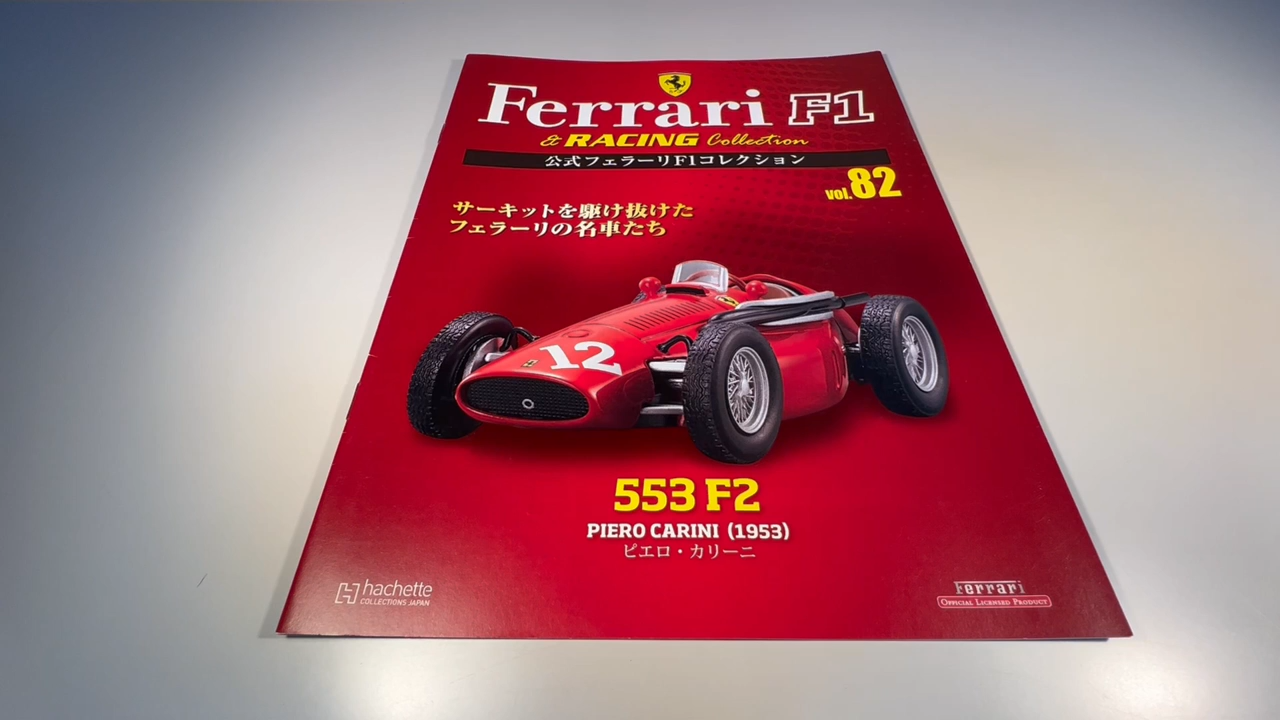 Ferrari F1
& RACING Collection
公式フェラーリF1コレクション
vol.82
サーキットを駆け抜けた
フェラーリの名車たち
12
553 F2
PIERO CARINI (1953)
ピエロ・カリーニ
hachette
COLLECTIONS JAPAN
Ferrari
OFFICIAL LICENSED PRODUCT